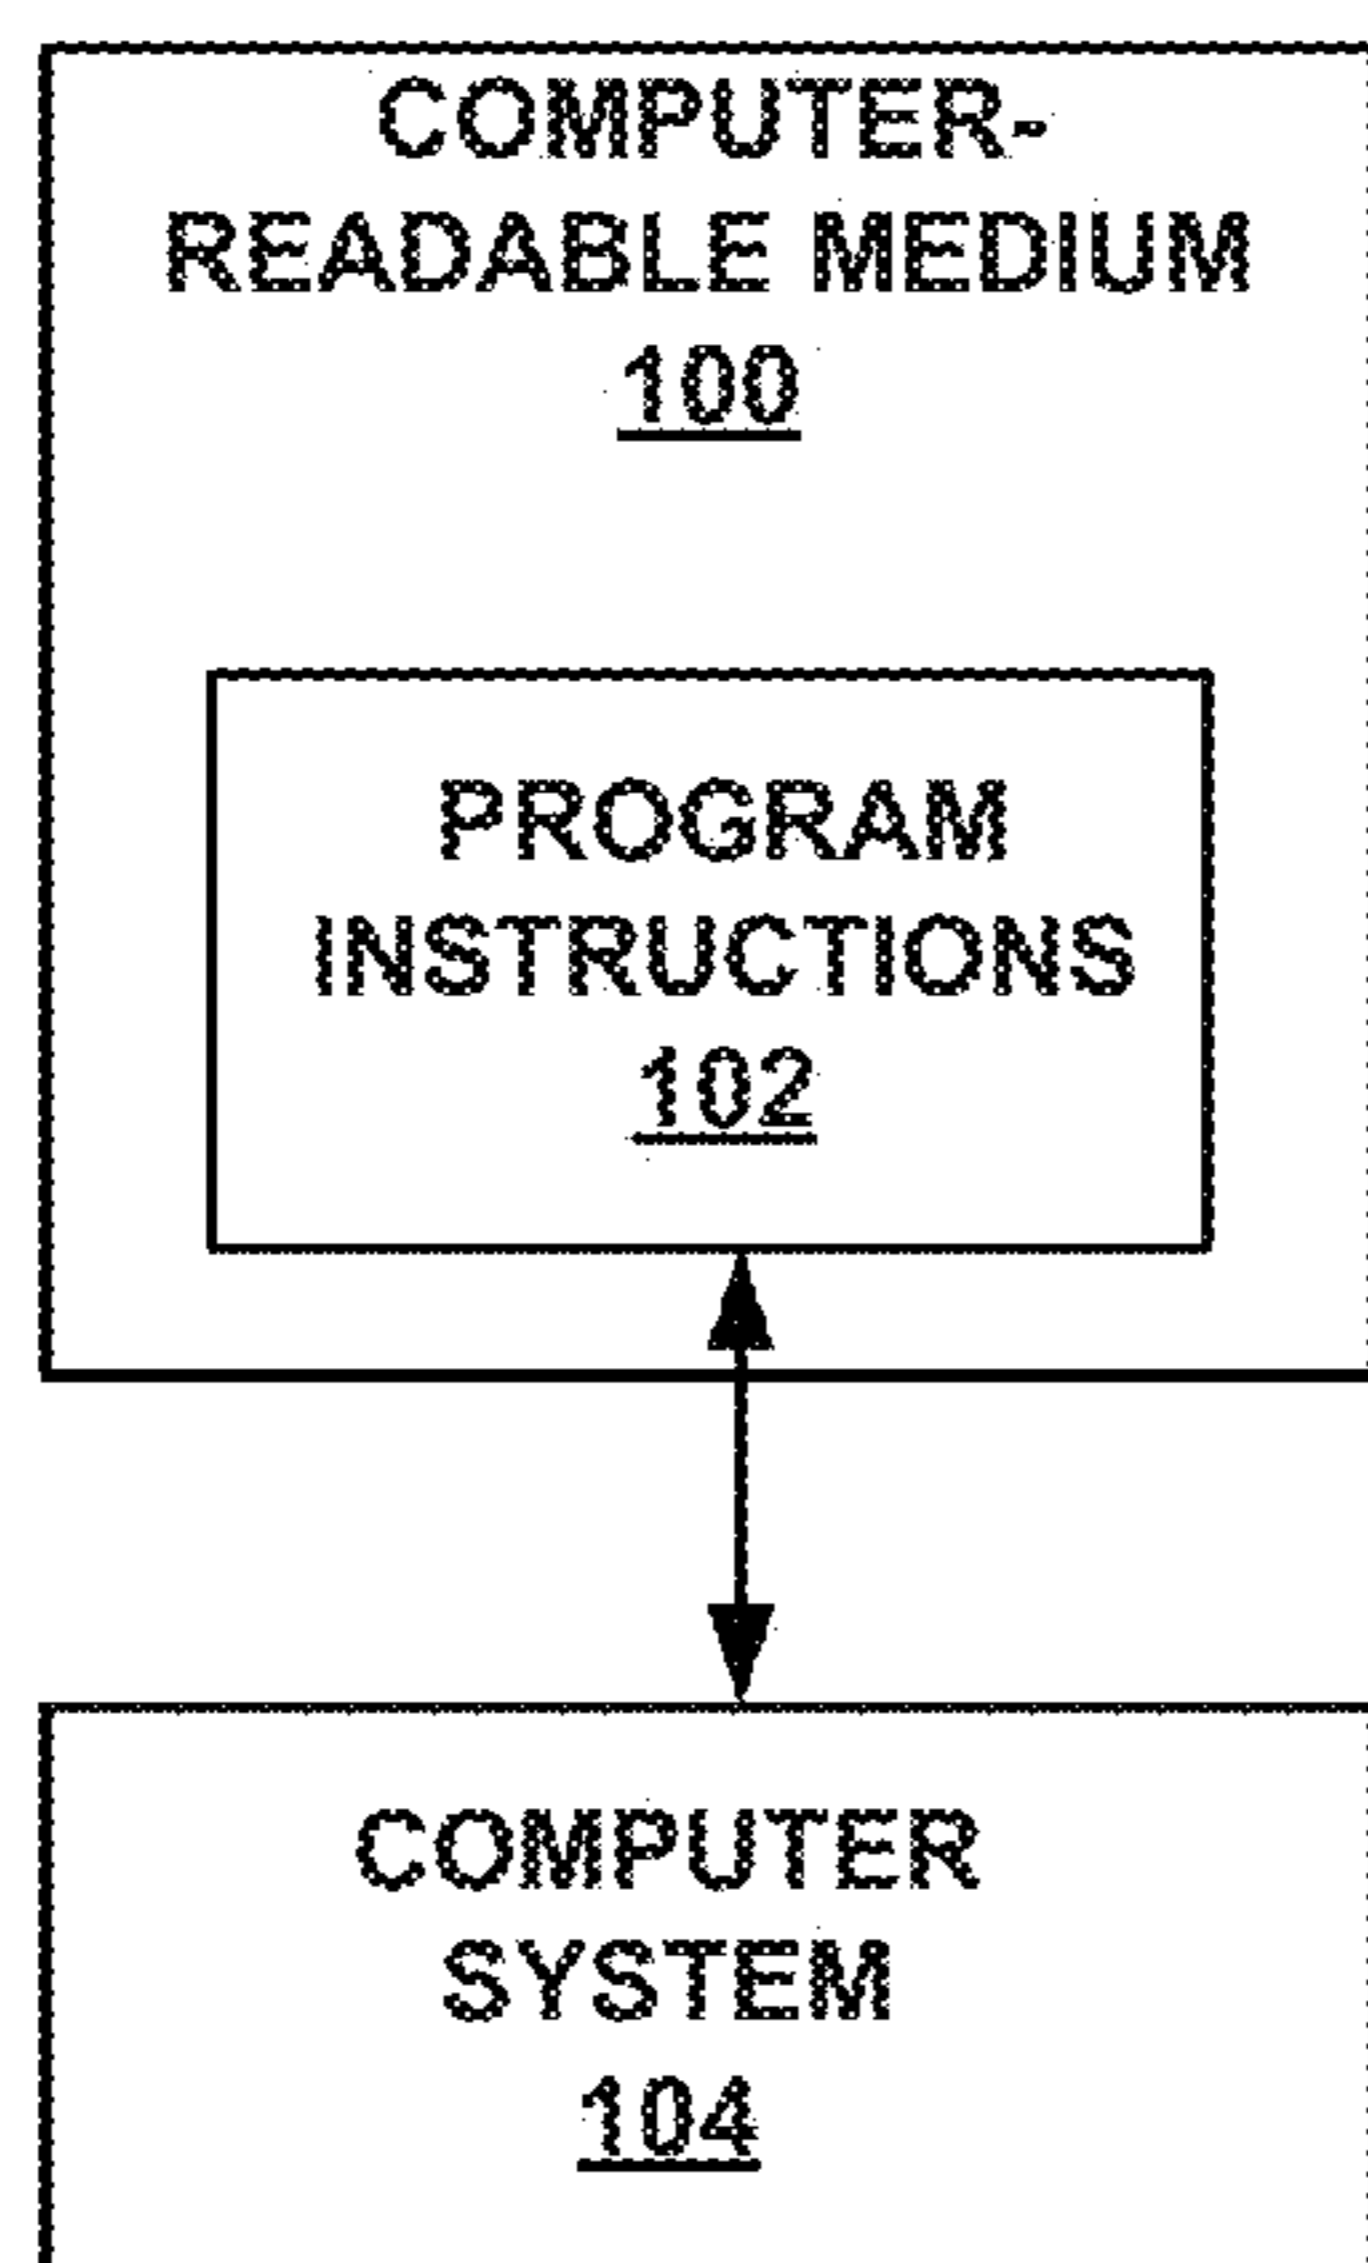 COMPUTER-
READABLE MEDIUM
100
PROGRAM
INSTRUCTIONS
102
COMPUTER
SYSTEM
104